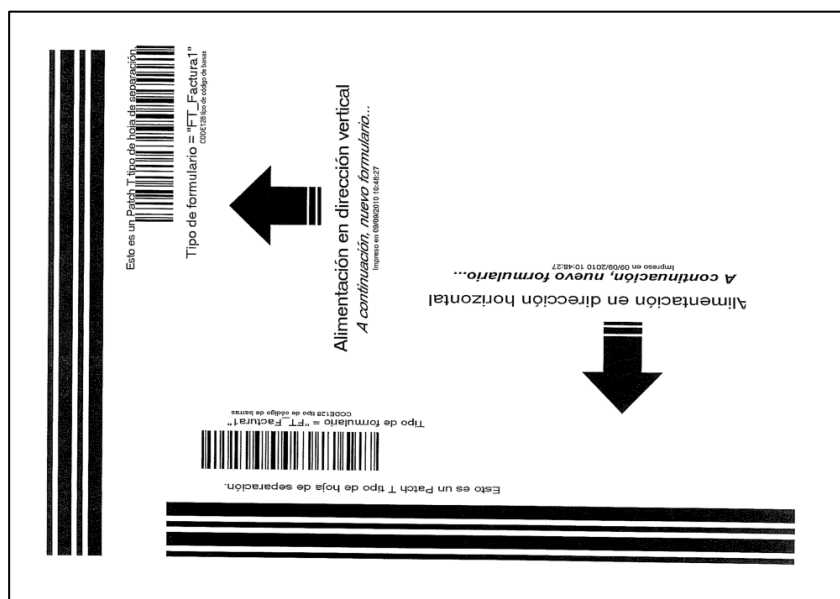 Esto es un Patch T tipo de hoja de separación.
Tipo de formulario = "FT_Factura1"
CODE128 tipo de código de barras
Alimentación en dirección vertical
A continuación, nuevo formulario...
Impreso en 09/09/2010 10:48:27
Esto es un Patch T tipo de hoja de separación.
Tipo de formulario = "FT_Factura1"
CODE128 tipo de código de barras
Alimentación en dirección horizontal
A continuación, nuevo formulario...
Impreso en 09/09/2010 10:48:27